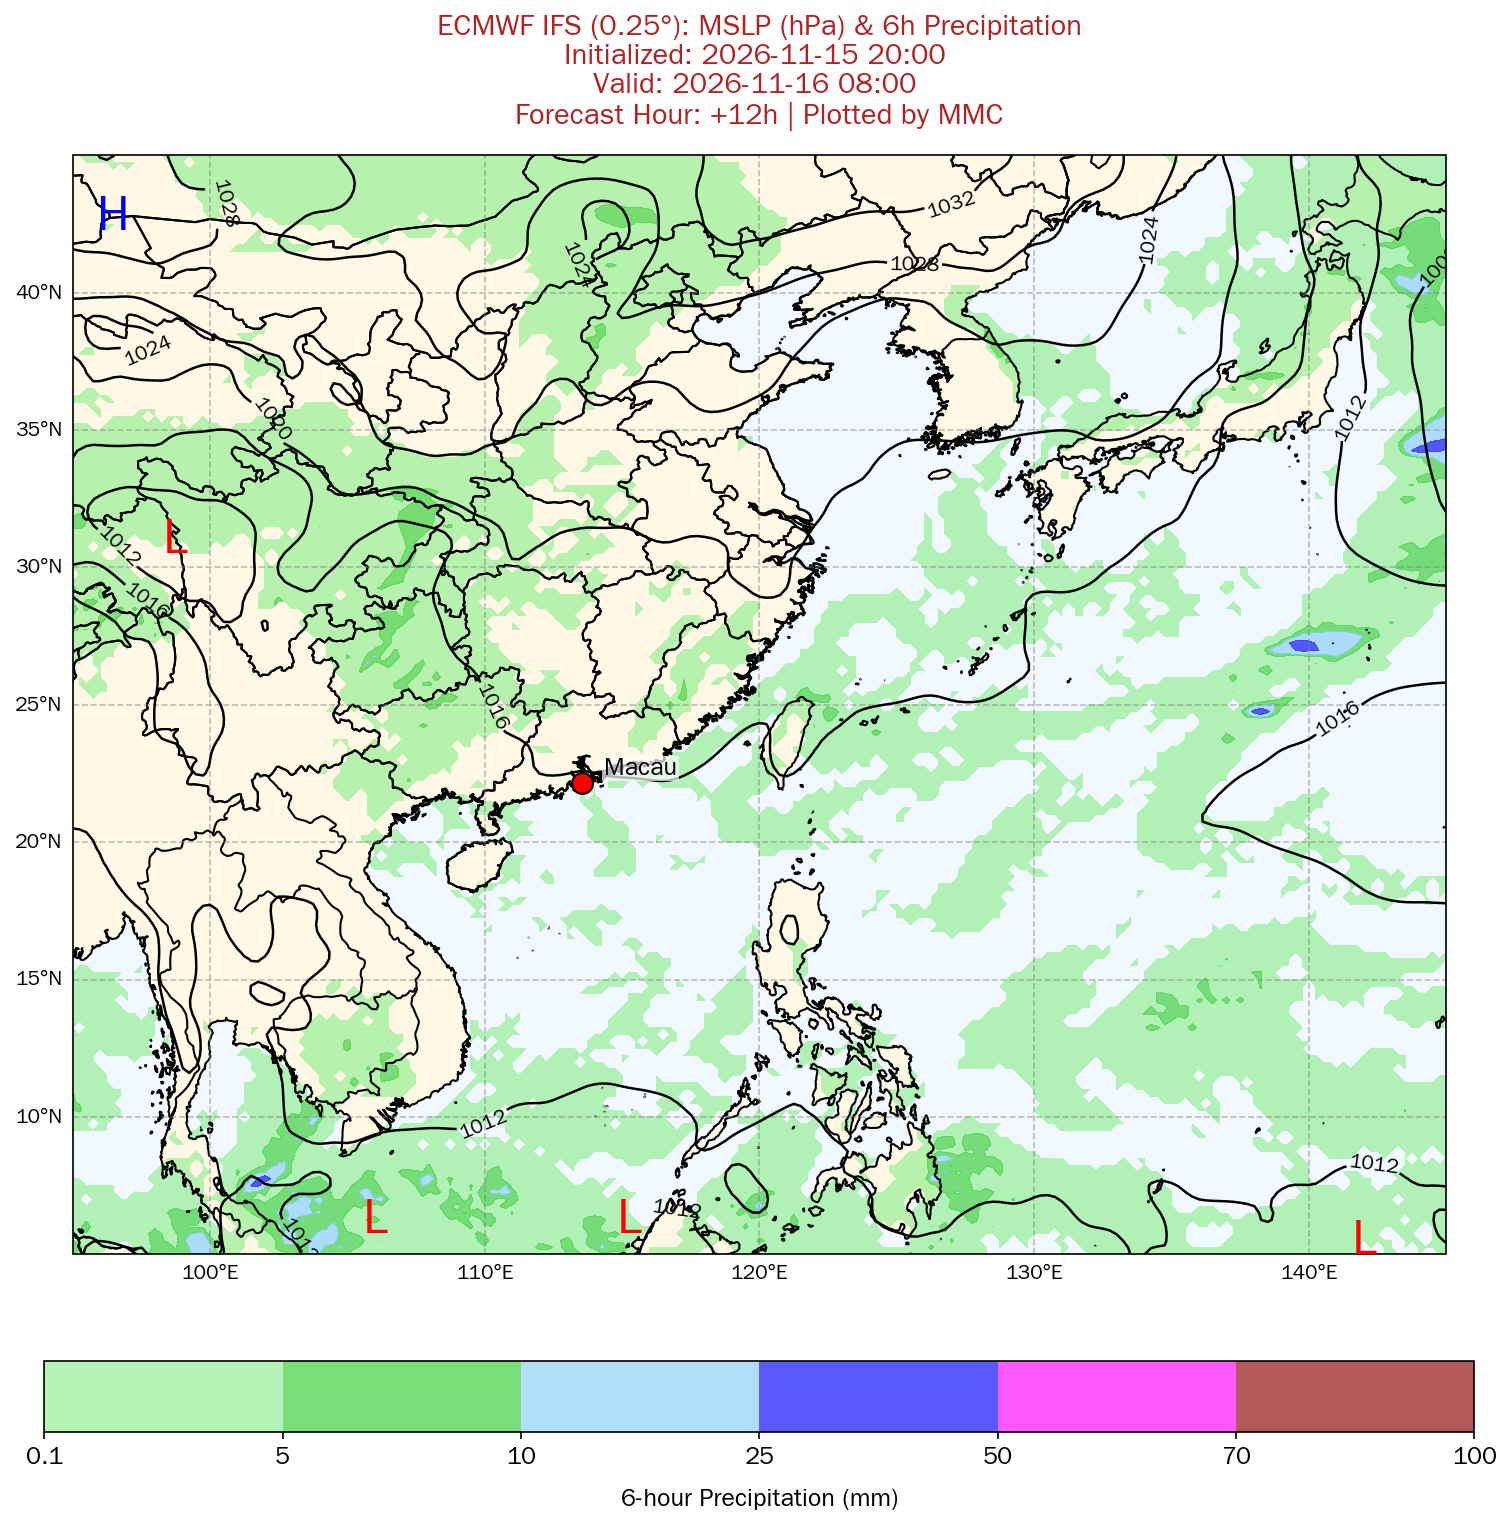 ECMWF IFS (0.25°): MSLP (hPa) & 6h Precipitation
Initialized: 2026-11-15 20:00
Valid: 2026-11-16 08:00
Forecast Hour: +12h | Plotted by MMC
H
1028
1032
1024
1028
1024
40°N
1024
1020
1012
35°N
L
1012
30°N
1016
25°N
1016
1016
Macau
20°N
15°N
10°N
1012
1012
1012
L
L
L
100°E
110°E
120°E
130°E
140°E
0.1
5
10
25
50
70
100
6-hour Precipitation (mm)